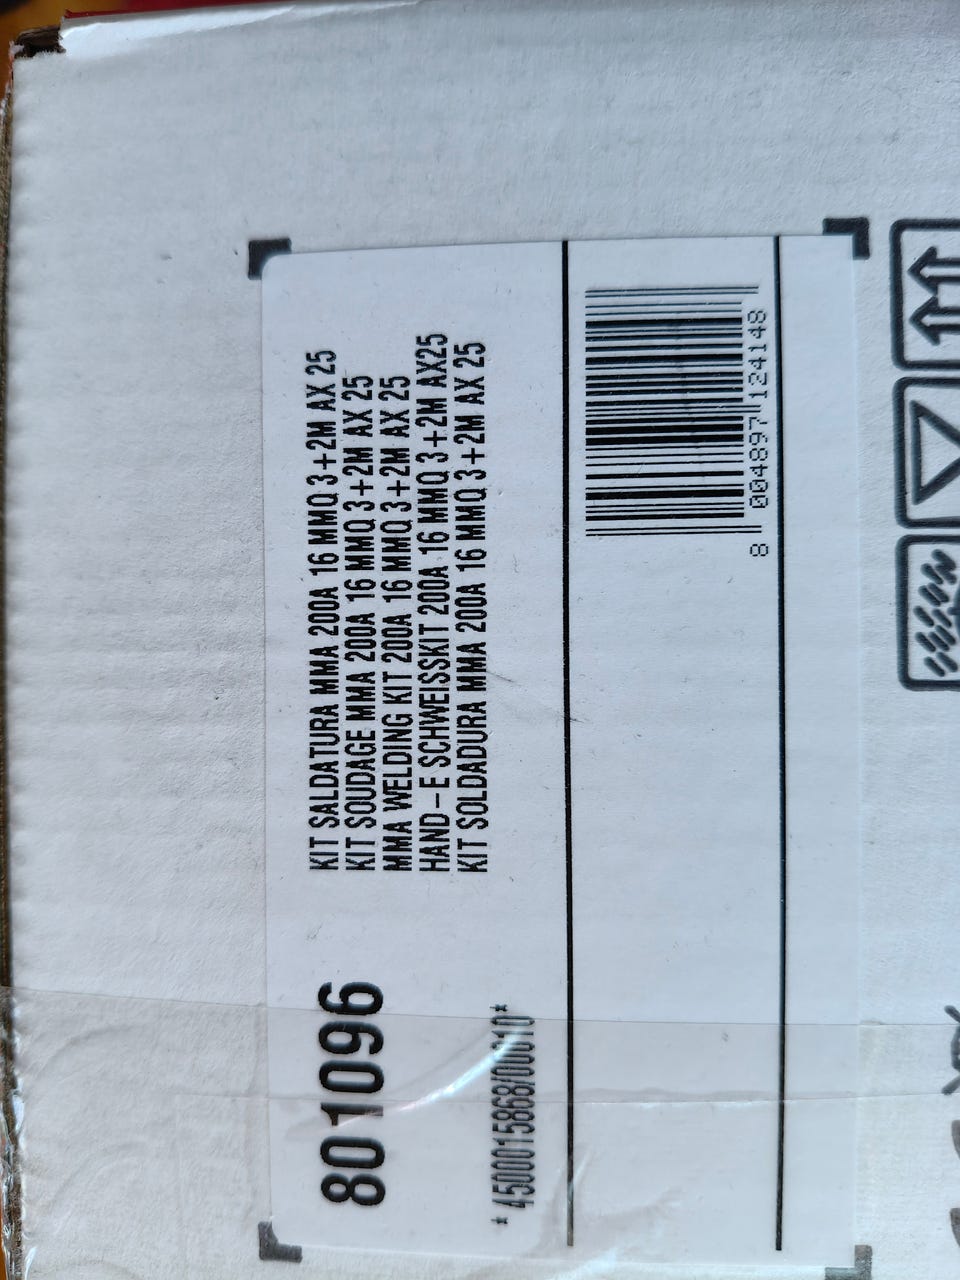 801096
KIT SALDATURA MMA 200A 16 MMQ 3+2M AX 25
KIT SOUDAGE MMA 200A 16 MMQ 3+2M AX 25
MMA WELDING KIT 200A 16 MMQ 3+2M AX 25
HAND-E SCHWEISSKIT 200A 16 MMQ 3+2M AX25
KIT SOLDADURA MMA 200A 16 MMQ 3+2M AX 25
*4500015868/00010*
8 004897 124148